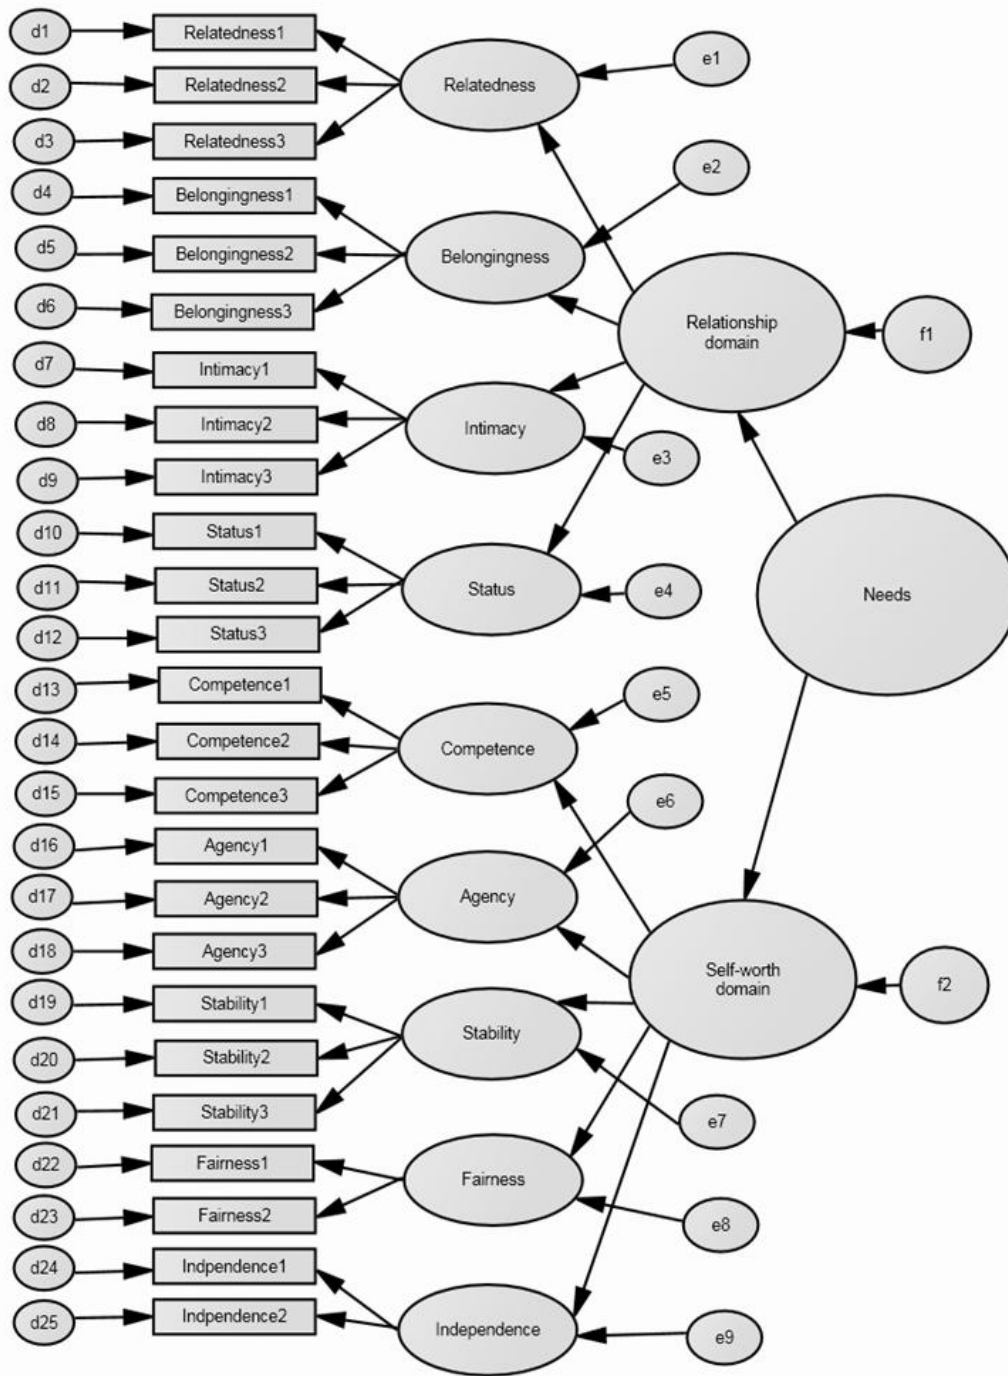 d1
Relatedness1
d2
Relatedness2
d3
Relatedness3
Relatedness
e1
d4
Belongingness1
d5
Belongingness2
d6
Belongingness3
Belongingness
e2
d7
Intimacy1
d8
Intimacy2
d9
Intimacy3
Intimacy
e3
d10
Status1
d11
Status2
d12
Status3
Status
e4
Relationship
domain
f1
Needs
d13
Competence1
d14
Competence2
d15
Competence3
Competence
e5
d16
Agency1
d17
Agency2
d18
Agency3
Agency
e6
d19
Stability1
d20
Stability2
d21
Stability3
Stability
e7
d22
Fairness1
d23
Fairness2
Fairness
e8
d24
Indpendence1
d25
Indpendence2
Independence
e9
Self-worth
domain
f2